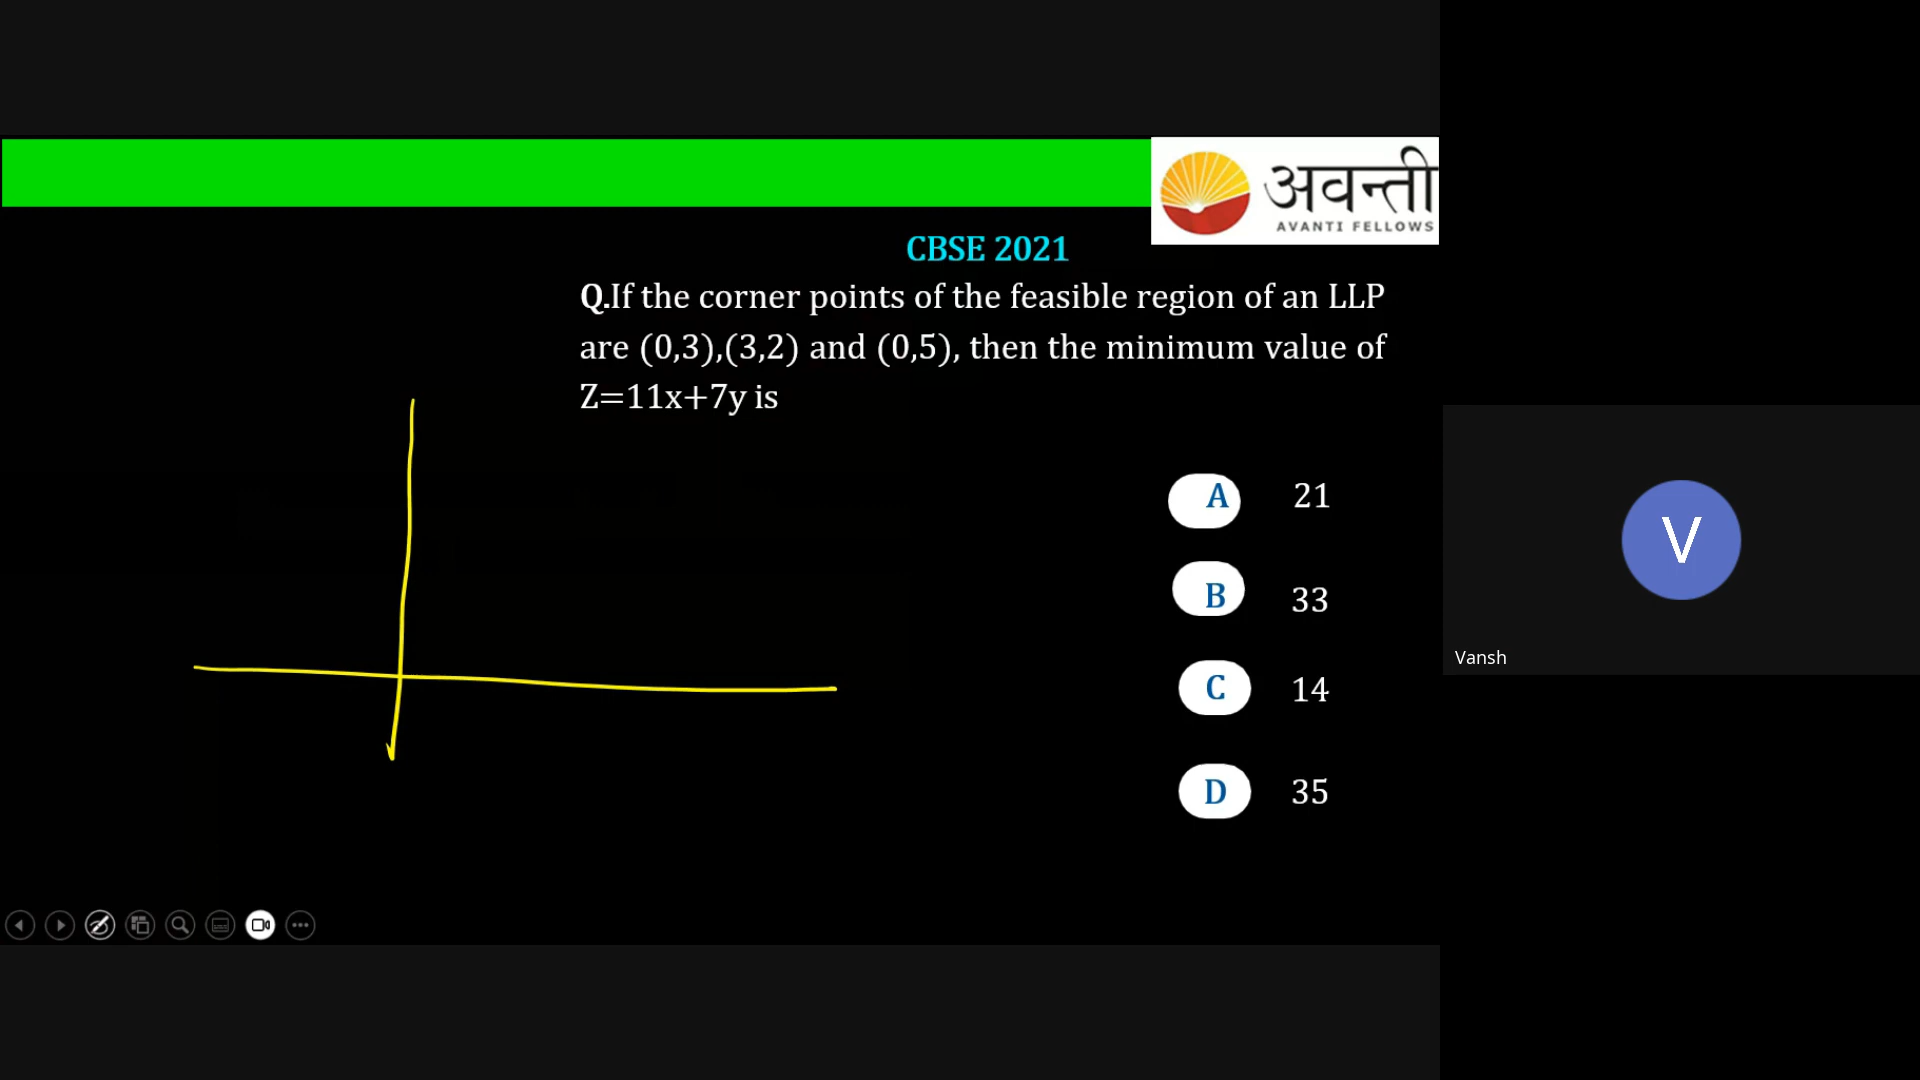 अवन्ती
AVANTI FELLOWS
CBSE 2021
Q.If the corner points of the feasible region of an LLP
are (0,3),(3,2) and (0,5), then the minimum value of
Z=11x+7y is
A 21
B 33
C 14
D 35
V
Vansh